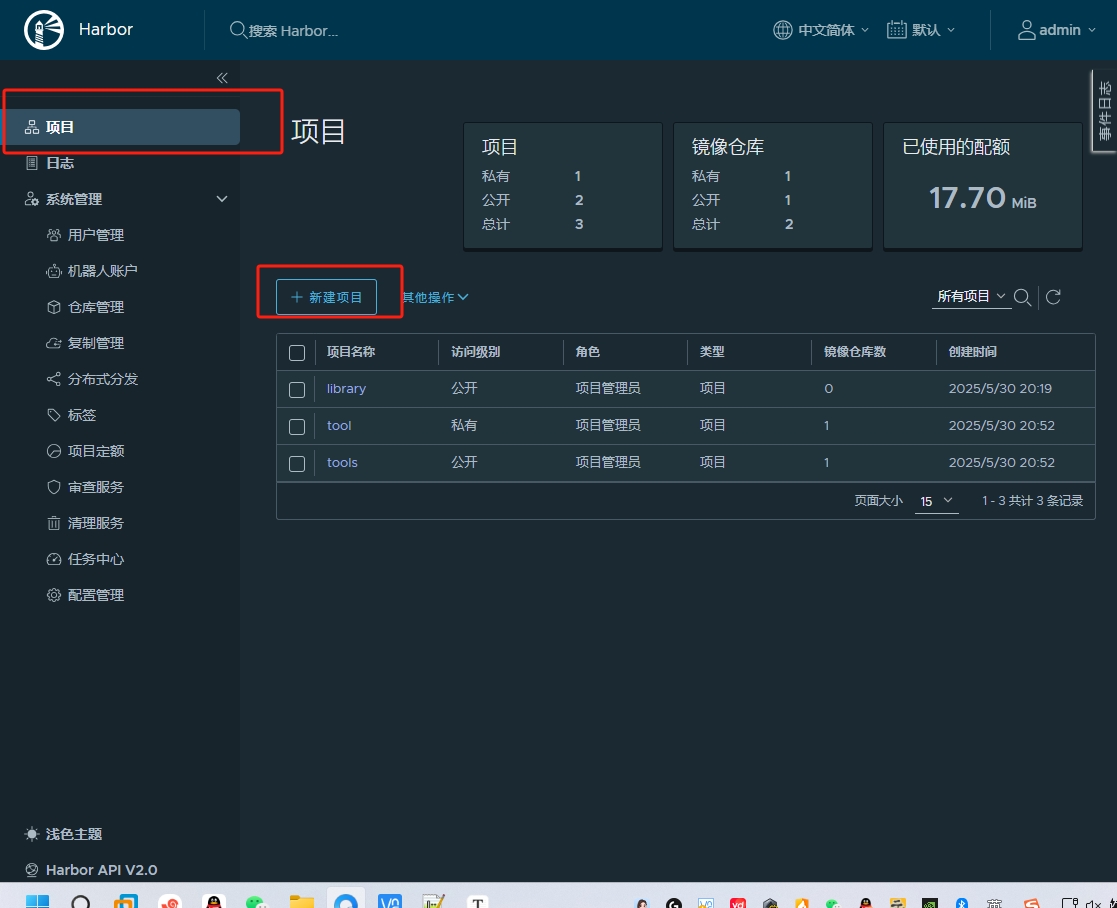 Harbor
搜索 Harbor...
中文简体
默认
admin
事件日志
项目
日志
系统管理
用户管理
机器人账户
仓库管理
复制管理
分布式分发
标签
项目定额
审查服务
清理服务
任务中心
配置管理
浅色主题
Harbor API V2.0
项目
项目
私有 1
公开 2
总计 3
镜像仓库
私有 1
公开 1
总计 2
已使用的配额
17.70 MiB
新建项目
其他操作
所有项目
项目名称 访问级别 角色 类型 镜像仓库数 创建时间
library 公开 项目管理员 项目 0 2025/5/30 20:19
tool 私有 项目管理员 项目 1 2025/5/30 20:52
tools 公开 项目管理员 项目 1 2025/5/30 20:52
页面大小 15 1 - 3 共计 3 条记录
T
英